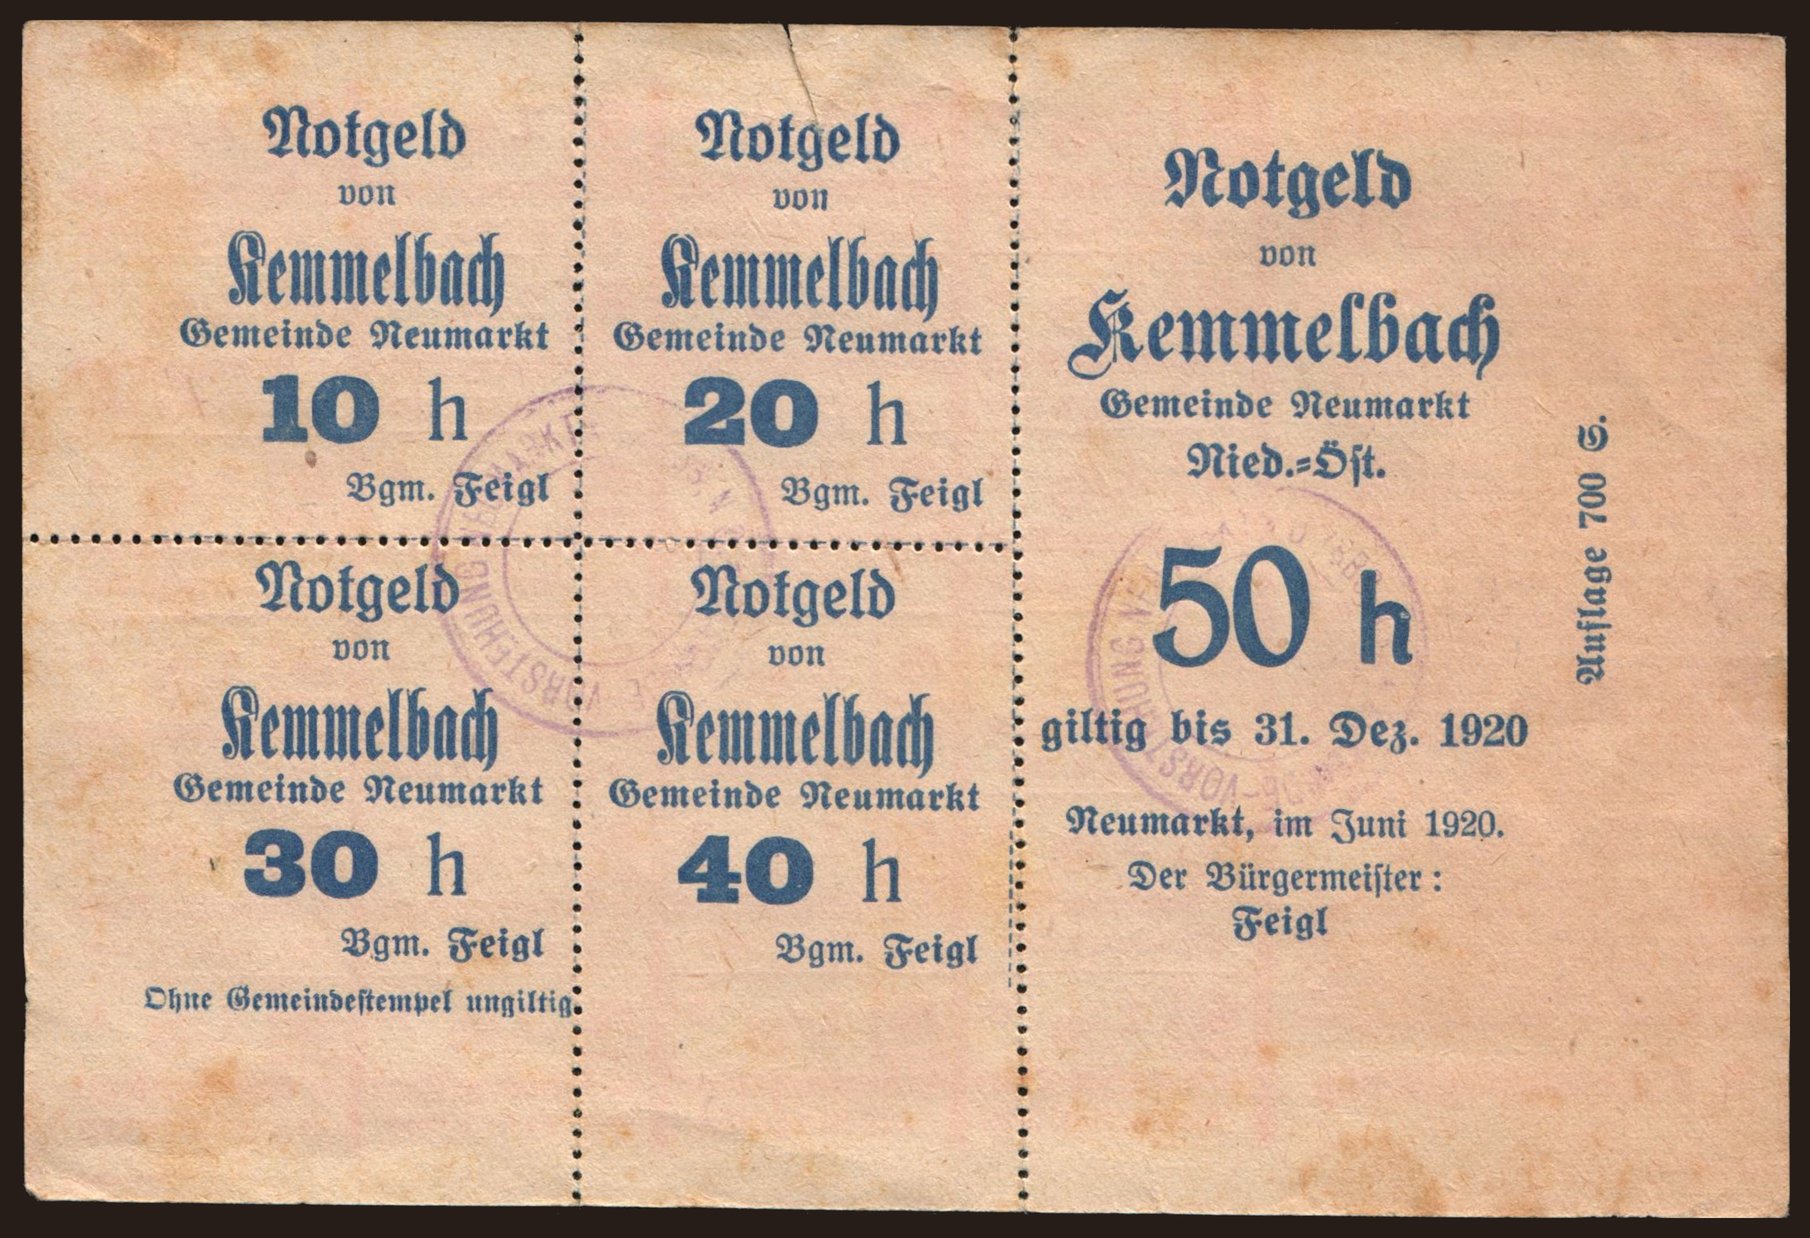 Notgeld
von
Kemmelbach
Gemeinde Neumarkt
10 h
Bgm. Feigl
Notgeld
von
Kemmelbach
Gemeinde Neumarkt
20 h
Bgm. Feigl
Notgeld
von
Kemmelbach
Gemeinde Neumarkt
30 h
Bgm. Feigl
Ohne Gemeindestempel ungiltig.
Notgeld
von
Kemmelbach
Gemeinde Neumarkt
40 h
Bgm. Feigl
Notgeld
von
Kemmelbach
Gemeinde Neumarkt
Nied.=Öst.
50 h
giltig bis 31. Dez. 1920
Neumarkt, im Juni 1920.
Der Bürgermeister:
Feigl
Auflage 700 G.
VORSTEHUNG